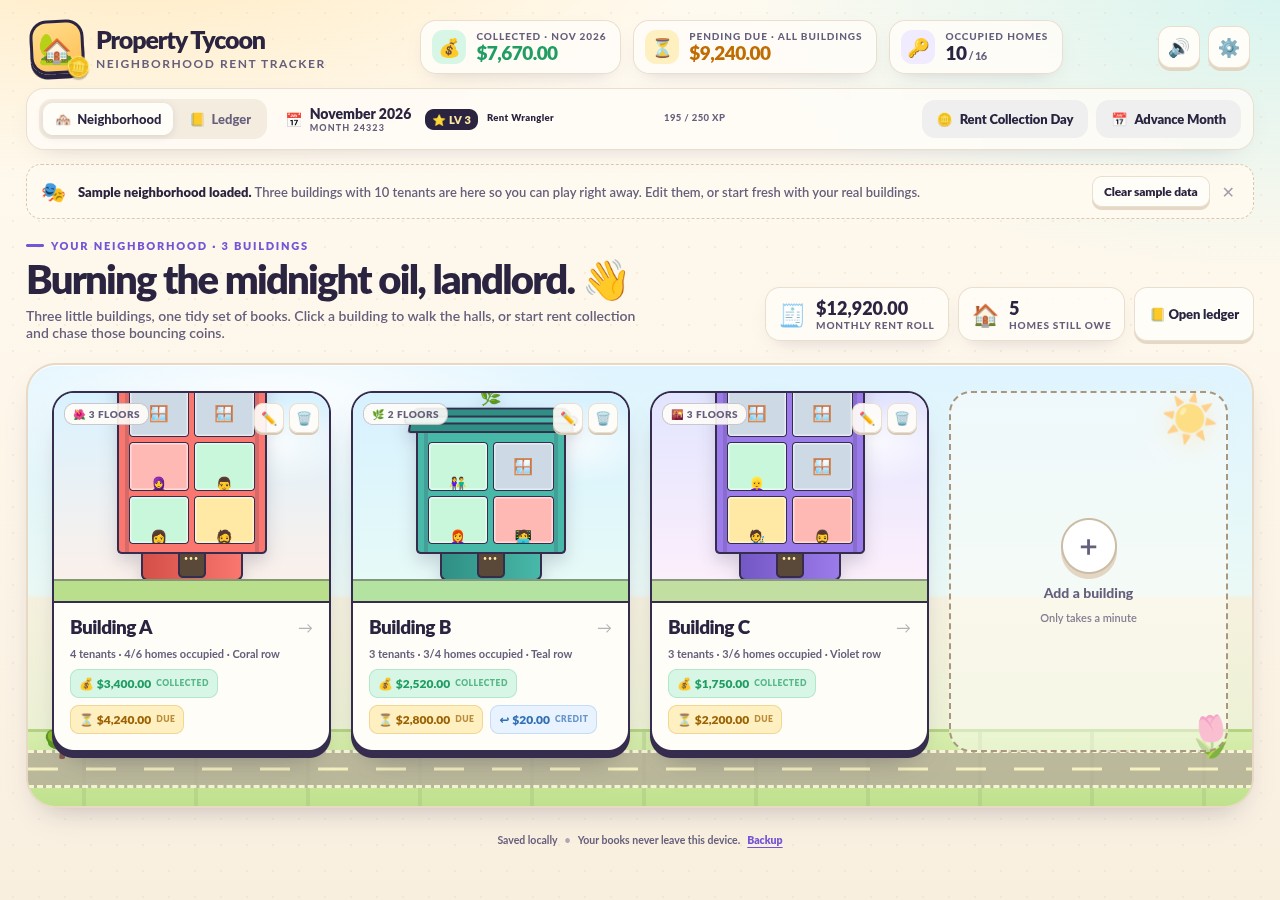 Property Tycoon
NEIGHBORHOOD RENT TRACKER
COLLECTED · NOV 2026
$7,670.00
PENDING DUE · ALL BUILDINGS
$9,240.00
OCCUPIED HOMES
10 / 16
Neighborhood
Ledger
November 2026
MONTH 24323
LV 3
Rent Wrangler
195 / 250 XP
Rent Collection Day
Advance Month
Sample neighborhood loaded. Three buildings with 10 tenants are here so you can play right away. Edit them, or start fresh with your real buildings.
Clear sample data
YOUR NEIGHBORHOOD · 3 BUILDINGS
Burning the midnight oil, landlord.
Three little buildings, one tidy set of books. Click a building to walk the halls, or start rent collection
and chase those bouncing coins.
$12,920.00
MONTHLY RENT ROLL
5
HOMES STILL OWE
Open ledger
3 FLOORS
Building A
4 tenants · 4/6 homes occupied · Coral row
$3,400.00 COLLECTED
$4,240.00 DUE
2 FLOORS
Building B
3 tenants · 3/4 homes occupied · Teal row
$2,520.00 COLLECTED
$2,800.00 DUE
↩ $20.00 CREDIT
3 FLOORS
Building C
3 tenants · 3/6 homes occupied · Violet row
$1,750.00 COLLECTED
$2,200.00 DUE
Add a building
Only takes a minute
Saved locally • Your books never leave this device. Backup